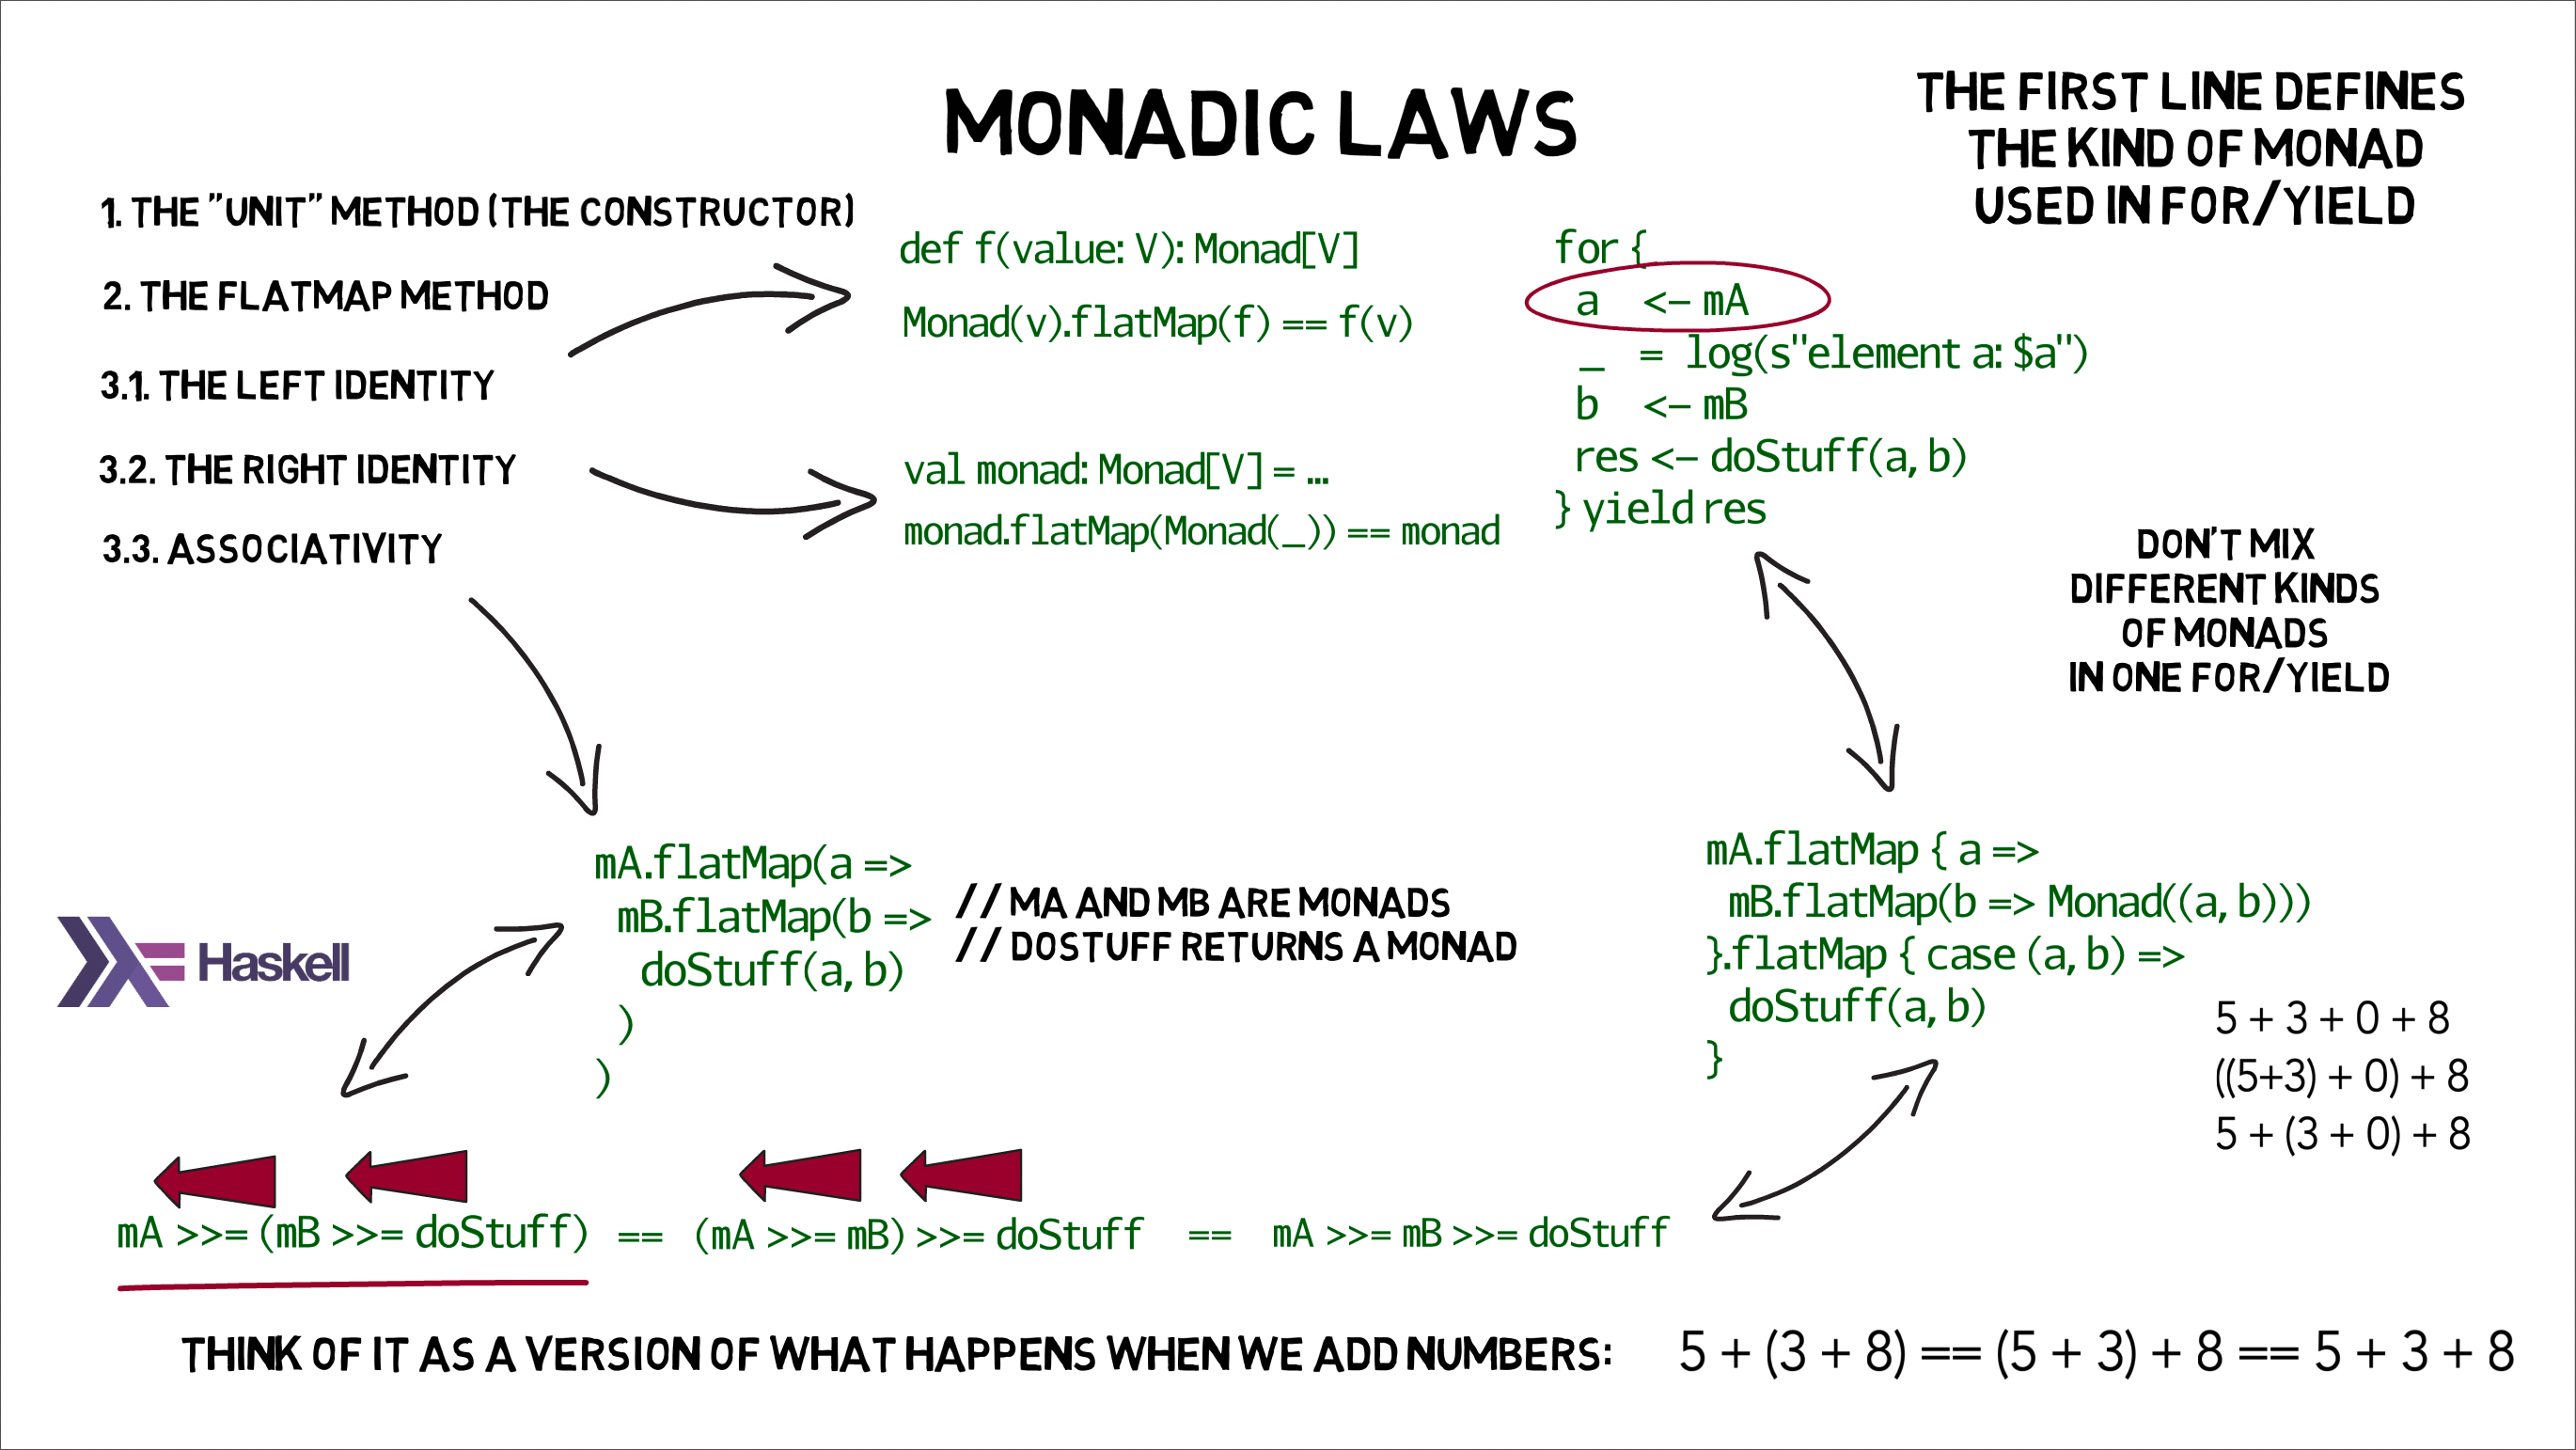 MONADIC LAWS
THE FIRST LINE DEFINES
THE KIND OF MONAD
USED IN FOR/YIELD
1. THE "UNIT" METHOD (THE CONSTRUCTOR)
2. THE FLATMAP METHOD
3.1. THE LEFT IDENTITY
3.2. THE RIGHT IDENTITY
3.3. ASSOCIATIVITY
def f(value: V): Monad[V]
Monad(v).flatMap(f) == f(v)
val monad: Monad[V] = …
monad.flatMap(Monad(_)) == monad
for {
a <– mA
_ = log(s"element a: $a")
b <– mB
res <– doStuff(a, b)
} yield res
DON'T MIX
DIFFERENT KINDS
OF MONADS
IN ONE FOR/YIELD
mA.flatMap(a =>
mB.flatMap(b =>
doStuff(a, b)
)
)
// MA AND MB ARE MONADS
// DOSTUFF RETURNS A MONAD
mA.flatMap { a =>
mB.flatMap(b => Monad((a, b)))
}.flatMap { case (a, b) =>
doStuff(a, b)
}
5 + 3 + 0 + 8
((5+3) + 0) + 8
5 + (3 + 0) + 8
Haskell
mA >>= (mB >>= doStuff) == (mA >>= mB) >>= doStuff == mA >>= mB >>= doStuff
THINK OF IT AS A VERSION OF WHAT HAPPENS WHEN WE ADD NUMBERS: 5 + (3 + 8) == (5 + 3) + 8 == 5 + 3 + 8